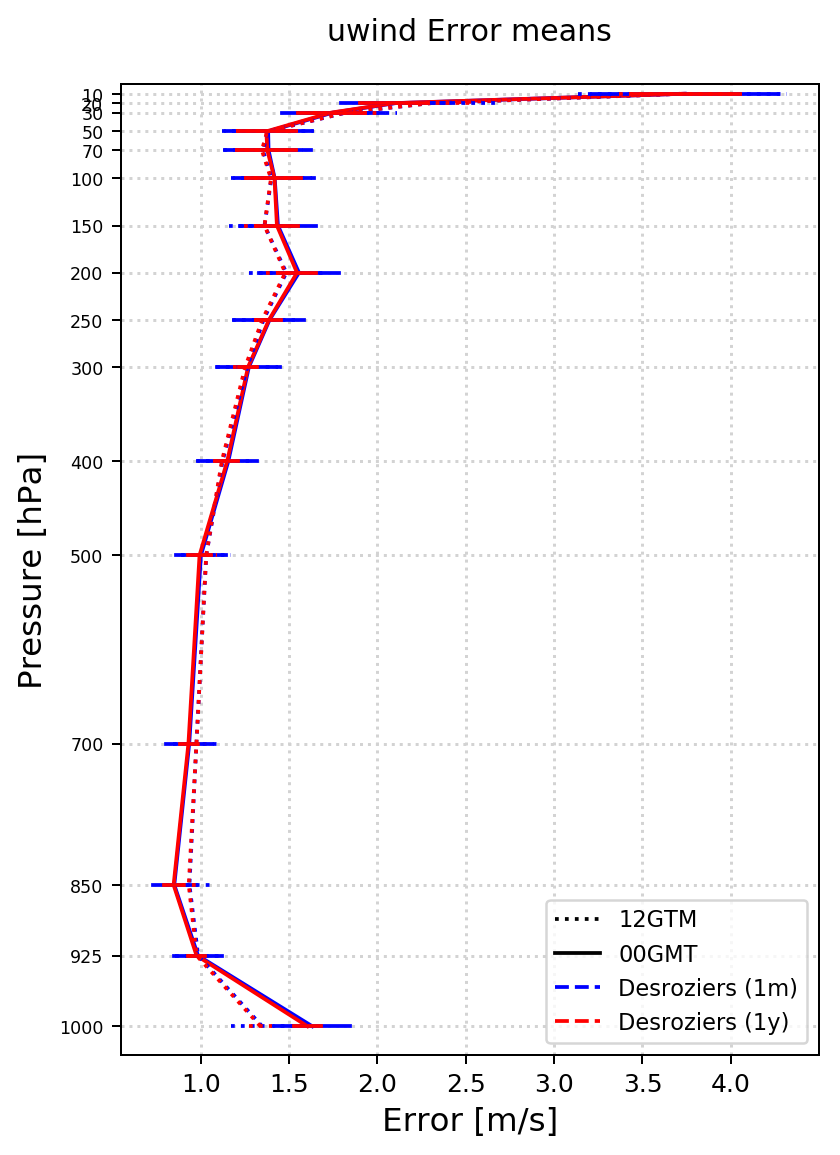 uwind Error means
10
20
30
50
70
100
150
200
250
300
400
500
700
850
925
1000
Pressure [hPa]
12GTM
00GMT
Desroziers (1m)
Desroziers (1y)
1.0 1.5 2.0 2.5 3.0 3.5 4.0
Error [m/s]